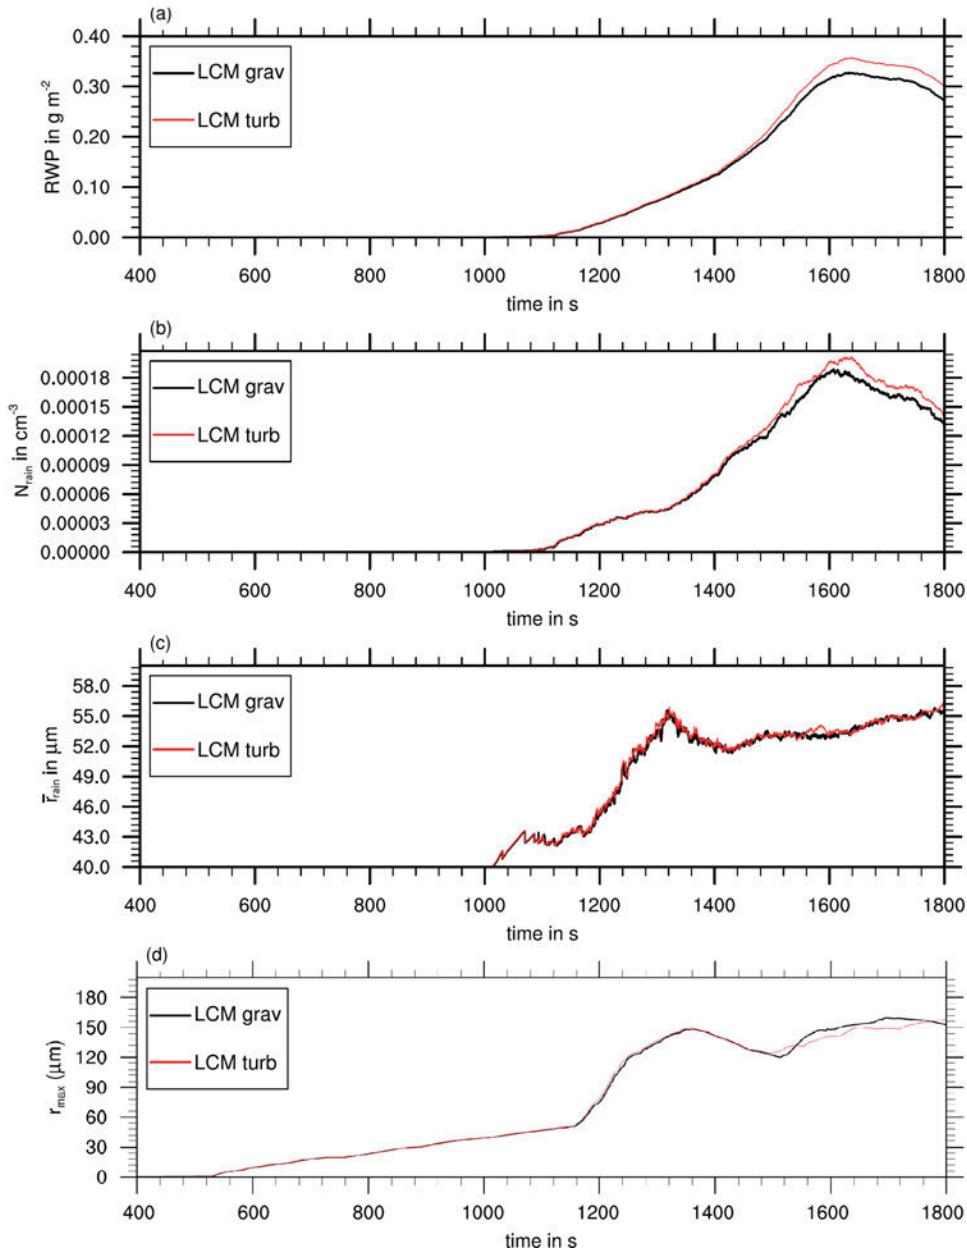 (a)
0.40
0.30
0.20
0.10
0.00
RWP in g m⁻²
LCM grav
LCM turb
400 600 800 1000 1200 1400 1600 1800
time in s
(b)
0.00018
0.00015
0.00012
0.00009
0.00006
0.00003
0.00000
N_rain in cm⁻³
LCM grav
LCM turb
400 600 800 1000 1200 1400 1600 1800
time in s
(c)
58.0
55.0
52.0
49.0
46.0
43.0
40.0
r̅_rain in μm
LCM grav
LCM turb
400 600 800 1000 1200 1400 1600 1800
time in s
(d)
180
150
120
90
60
30
0
r_max (μm)
LCM grav
LCM turb
400 600 800 1000 1200 1400 1600 1800
time in s